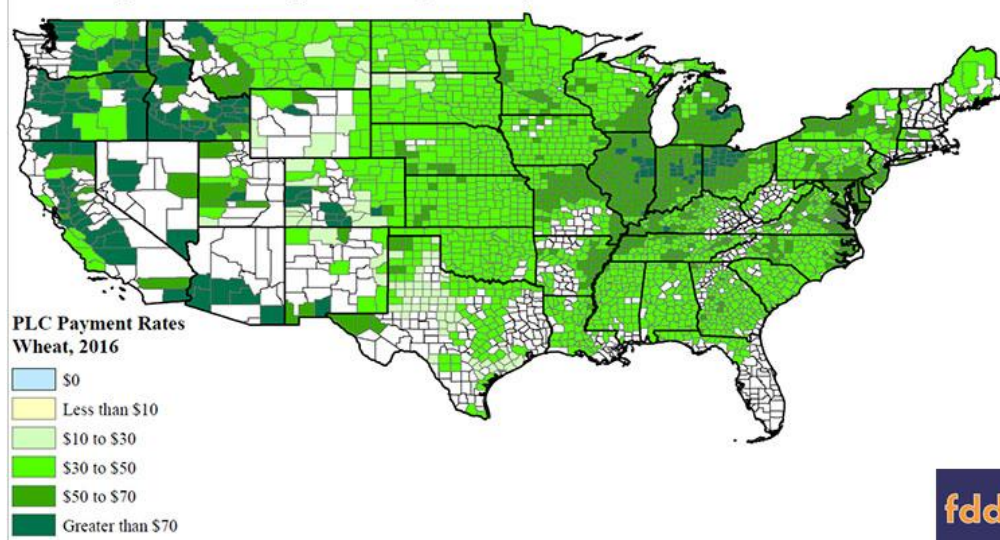 PLC Payment Rates
Wheat, 2016
$0
Less than $10
$10 to $30
$30 to $50
$50 to $70
Greater than $70